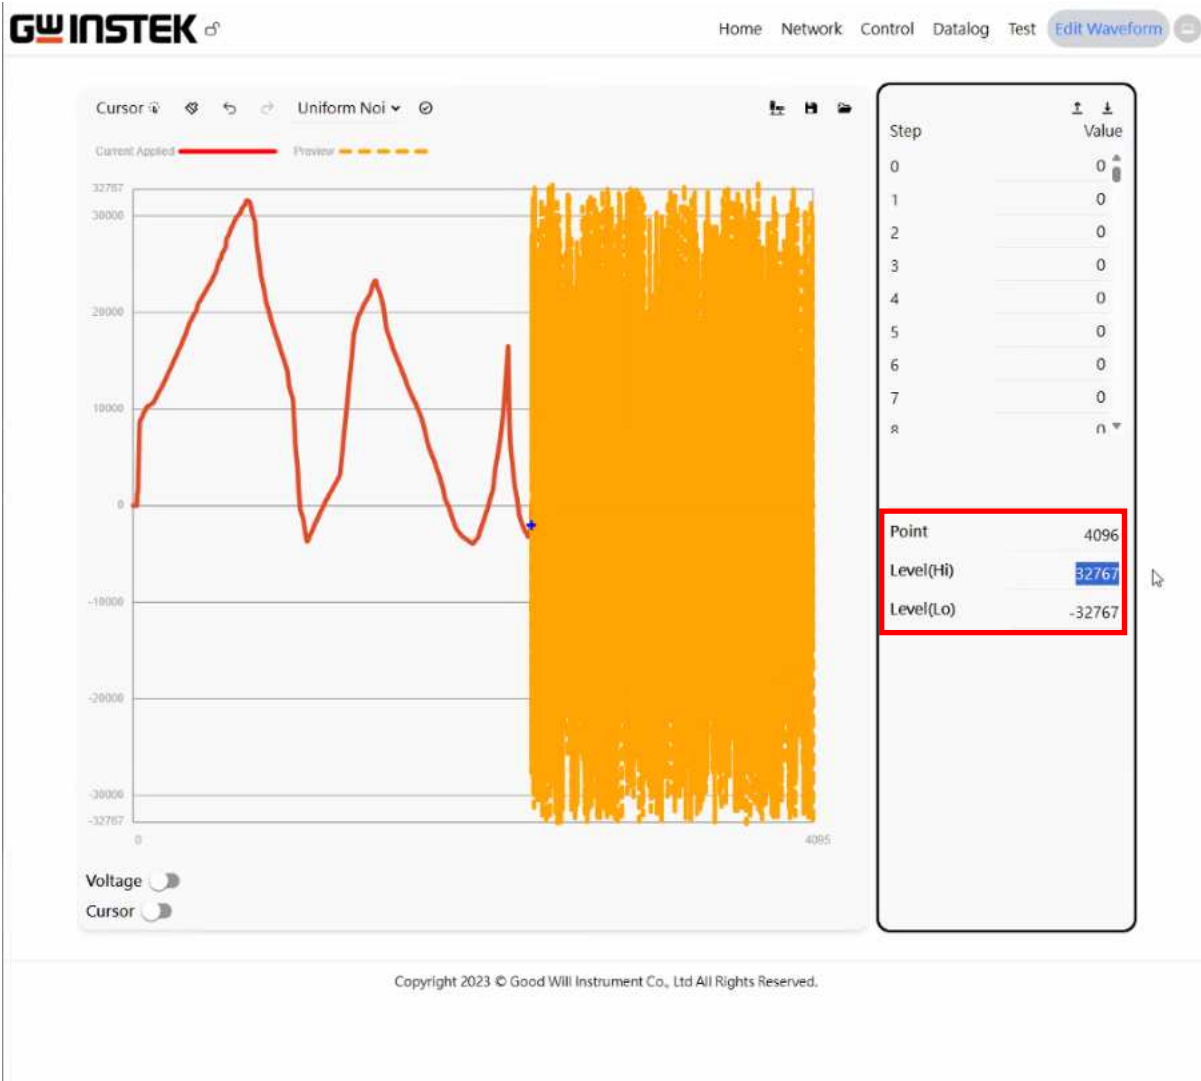 GWINSTEK
Home Network Control Datalog Test Edit Waveform
Cursor Uniform Noi
Current Applied Preview
32767
30000
20000
10000
0
-10000
-20000
-30000
-32767
0 4095
Voltage
Cursor
Step Value
0 0
1 0
2 0
3 0
4 0
5 0
6 0
7 0
8 0
Point 4096
Level(Hi) 32767
Level(Lo) -32767
Copyright 2023 © Good Will Instrument Co., Ltd All Rights Reserved.